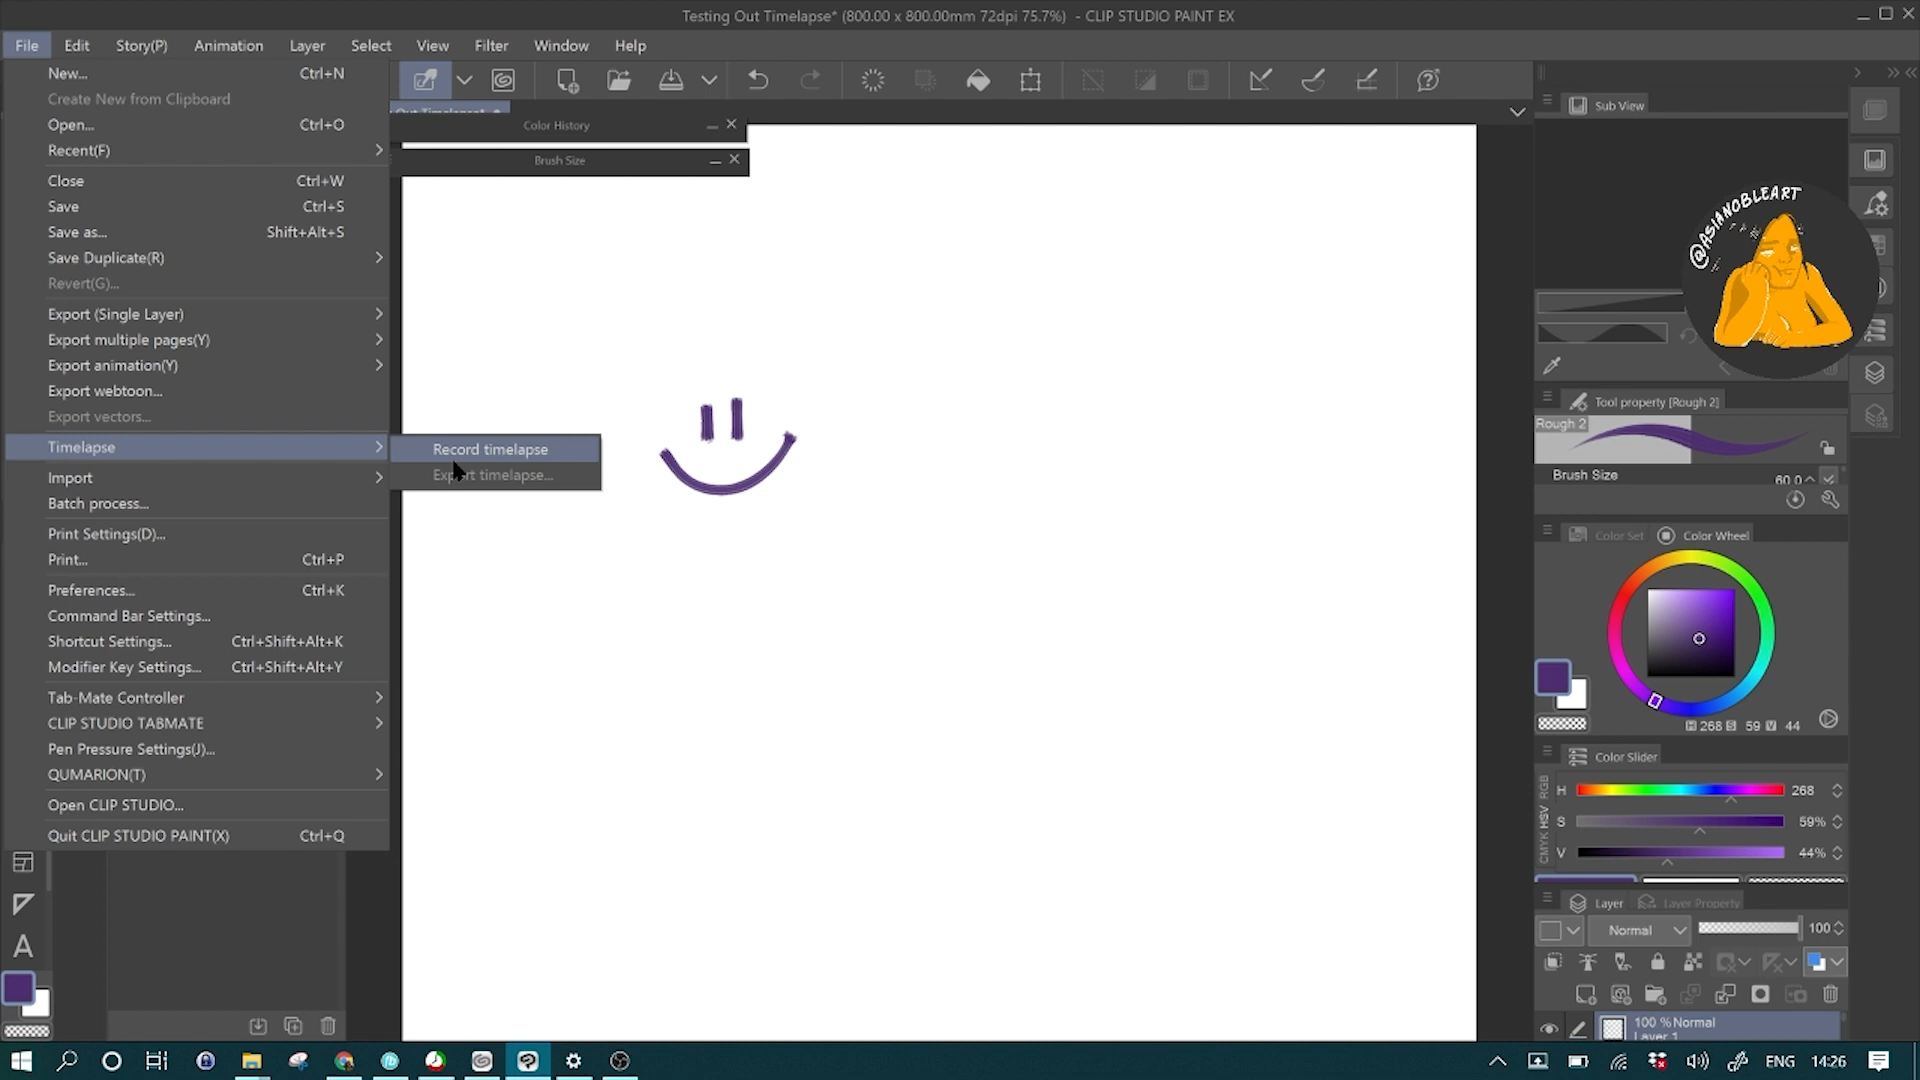 Testing Out Timelapse* (800.00 x 800.00mm 72dpi 75.7%) - CLIP STUDIO PAINT EX
File Edit Story(P) Animation Layer Select View Filter Window Help
New... Ctrl+N
Create New from Clipboard
Open... Ctrl+O
Recent(F)
Close Ctrl+W
Save Ctrl+S
Save as... Shift+Alt+S
Save Duplicate(R)
Revert(G)...
Export (Single Layer)
Export multiple pages(Y)
Export animation(Y)
Export webtoon...
Export vectors...
Timelapse
Import
Batch process...
Print Settings(D)...
Print... Ctrl+P
Preferences... Ctrl+K
Command Bar Settings...
Shortcut Settings... Ctrl+Shift+Alt+K
Modifier Key Settings... Ctrl+Shift+Alt+Y
Tab-Mate Controller
CLIP STUDIO TABMATE
Pen Pressure Settings(J)...
QUMARION(T)
Open CLIP STUDIO...
Quit CLIP STUDIO PAINT(X) Ctrl+Q
Record timelapse
Export timelapse...
Color History
Brush Size
Sub View
@ASIANOBLEART
Tool property [Rough 2]
Rough 2
Brush Size 60.0
Color Set Color Wheel
H 268 S 59 V 44
Color Slider
RGB
HSV
CMYK
H 268
S 59%
V 44%
Layer Layer Property
Normal 100
100 % Normal
Layer 1
A
ENG 14:26